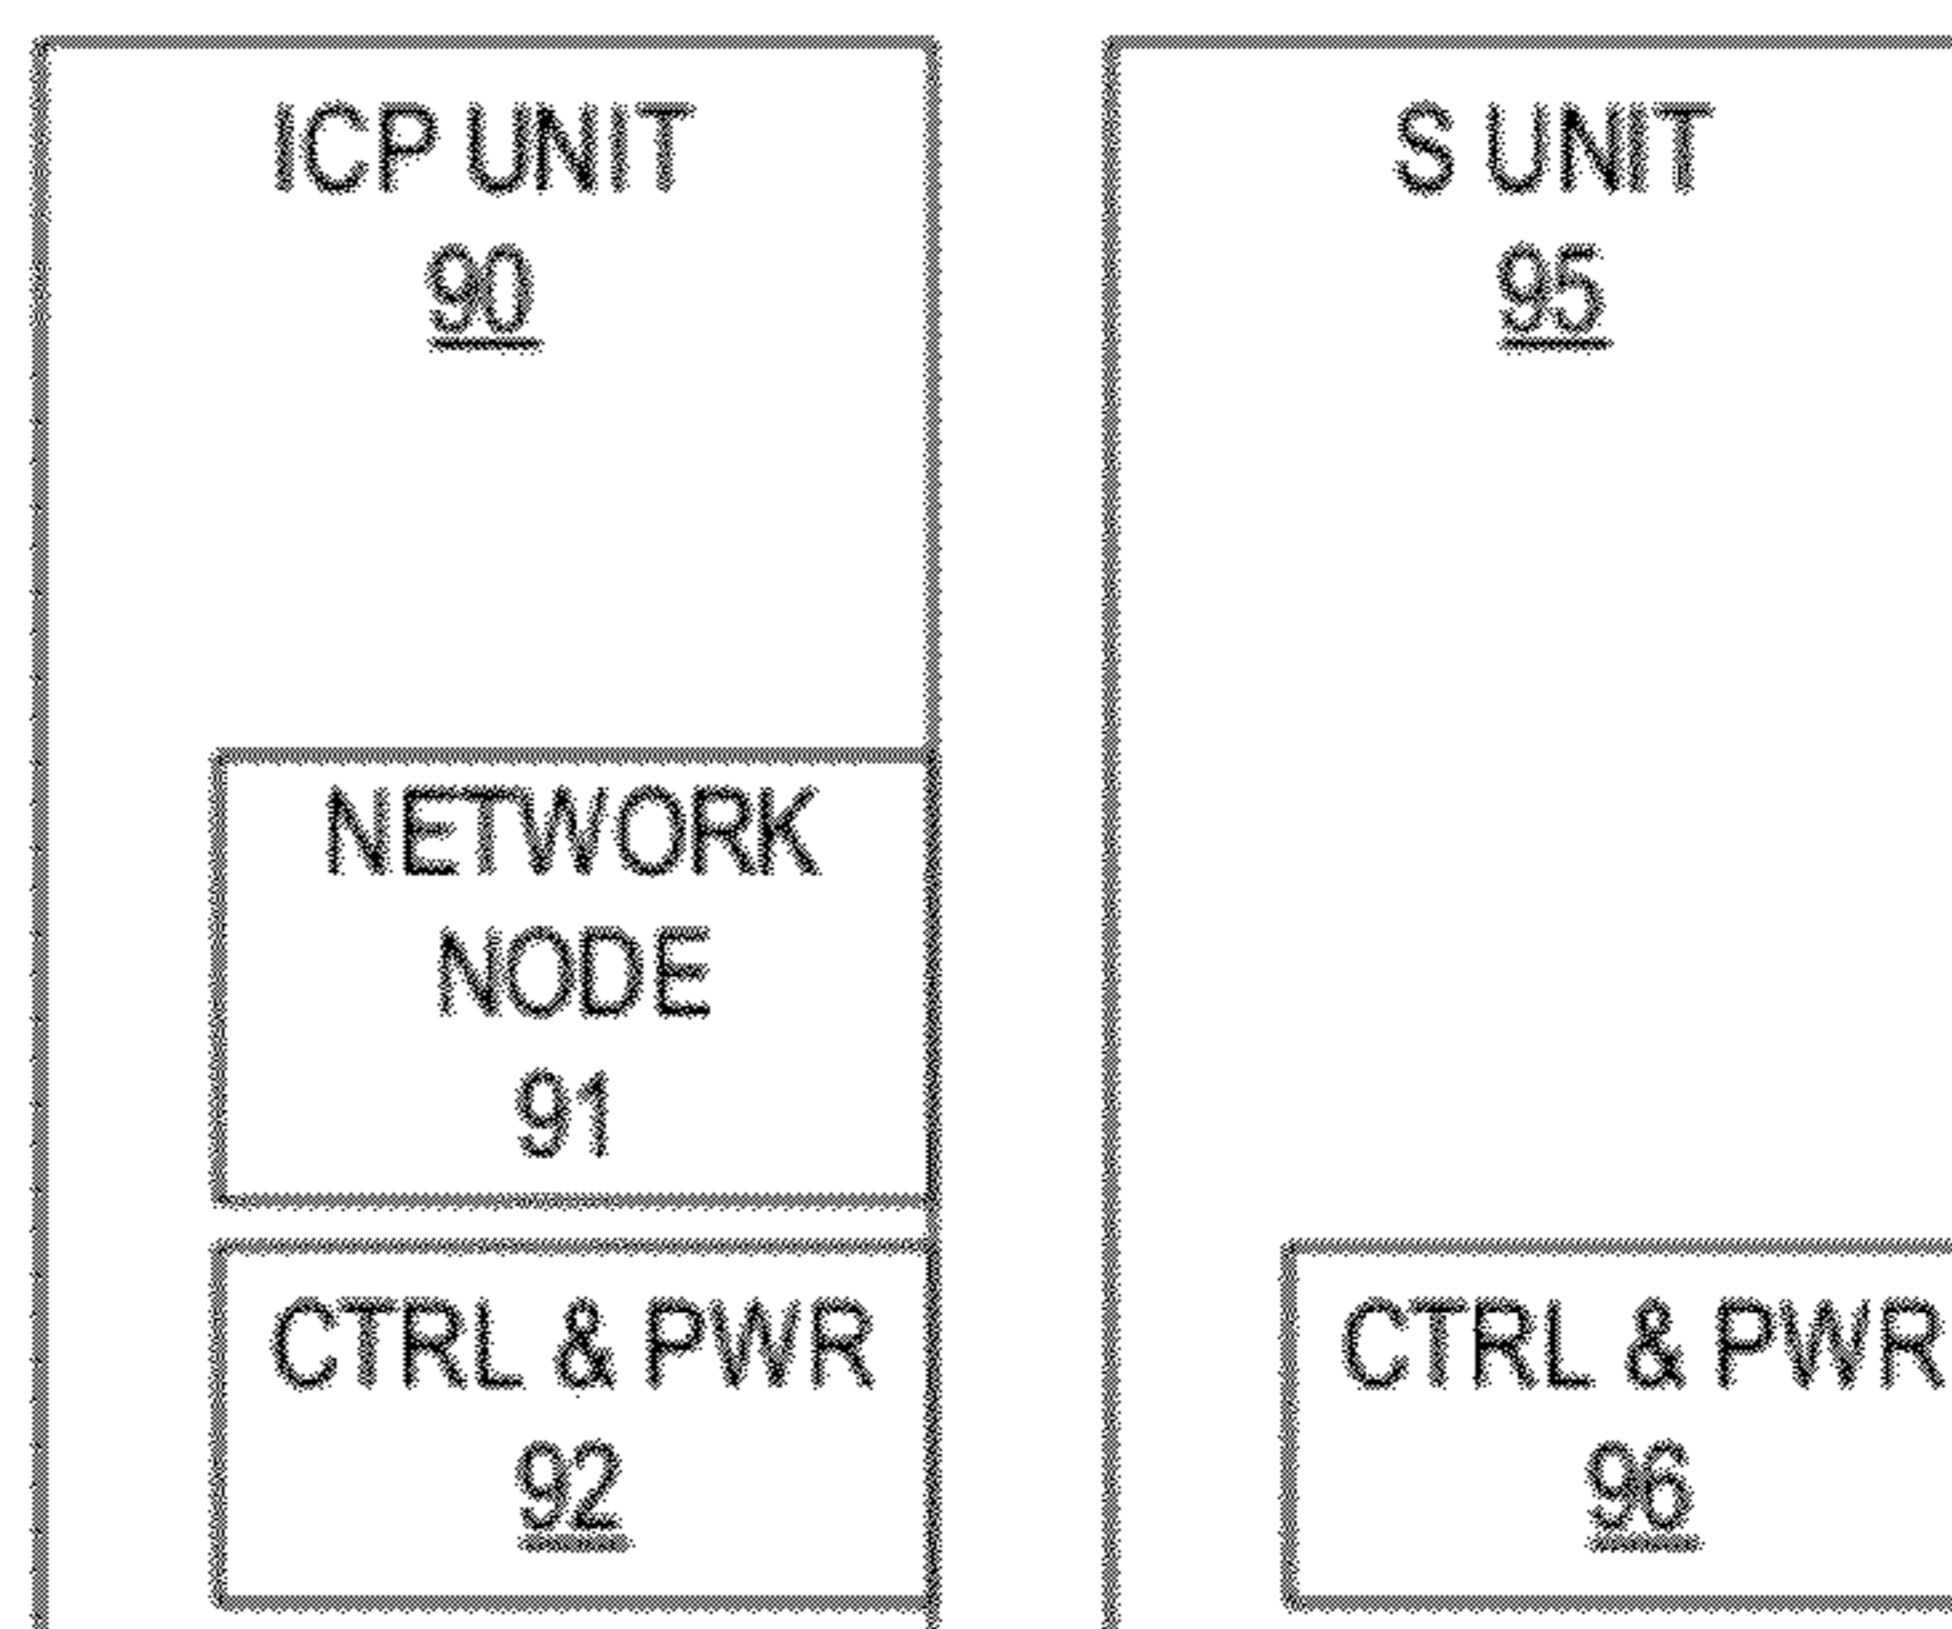 ICP UNIT
90
NETWORK
NODE
91
CTRL & PWR
92
S UNIT
95
CTRL & PWR
96